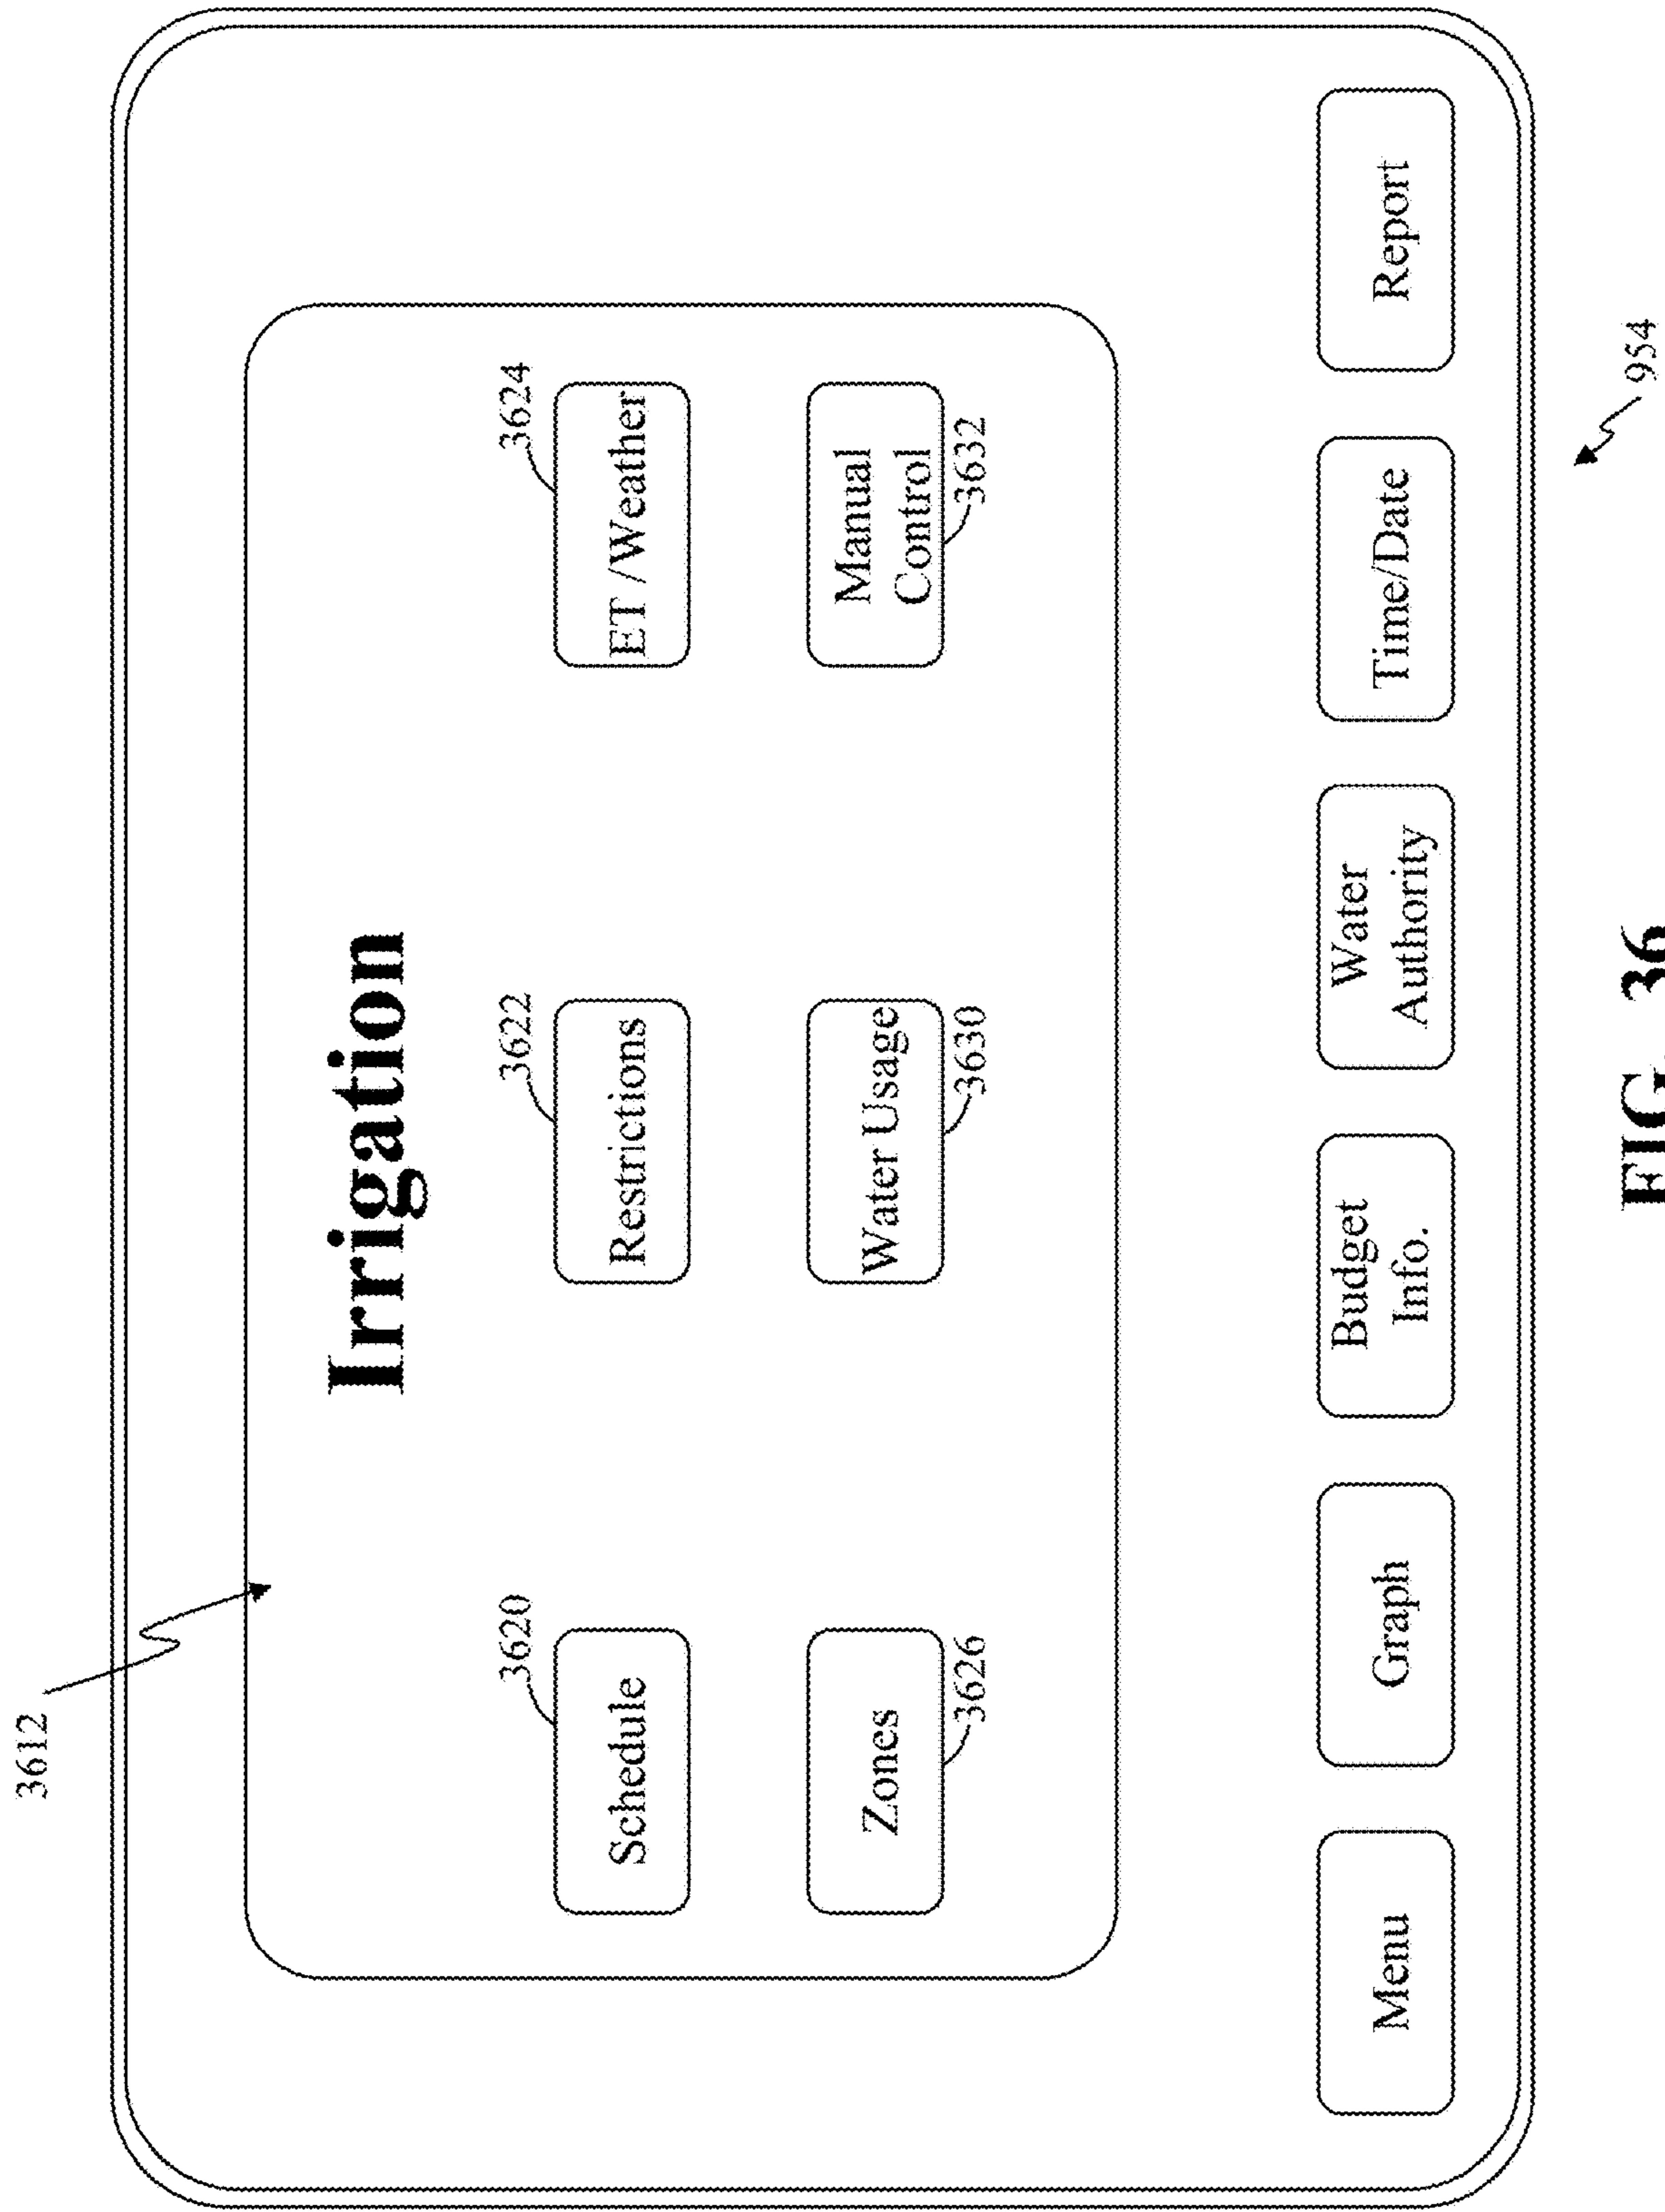 3612
Irrigation
3620
3622
3624
Schedule
Restrictions
ET /Weather
Zones
Water Usage
Manual
Control
3626
3630
3632
Menu
Graph
Budget
Info.
Water
Authority
Time/Date
Report
954
FIG. 36